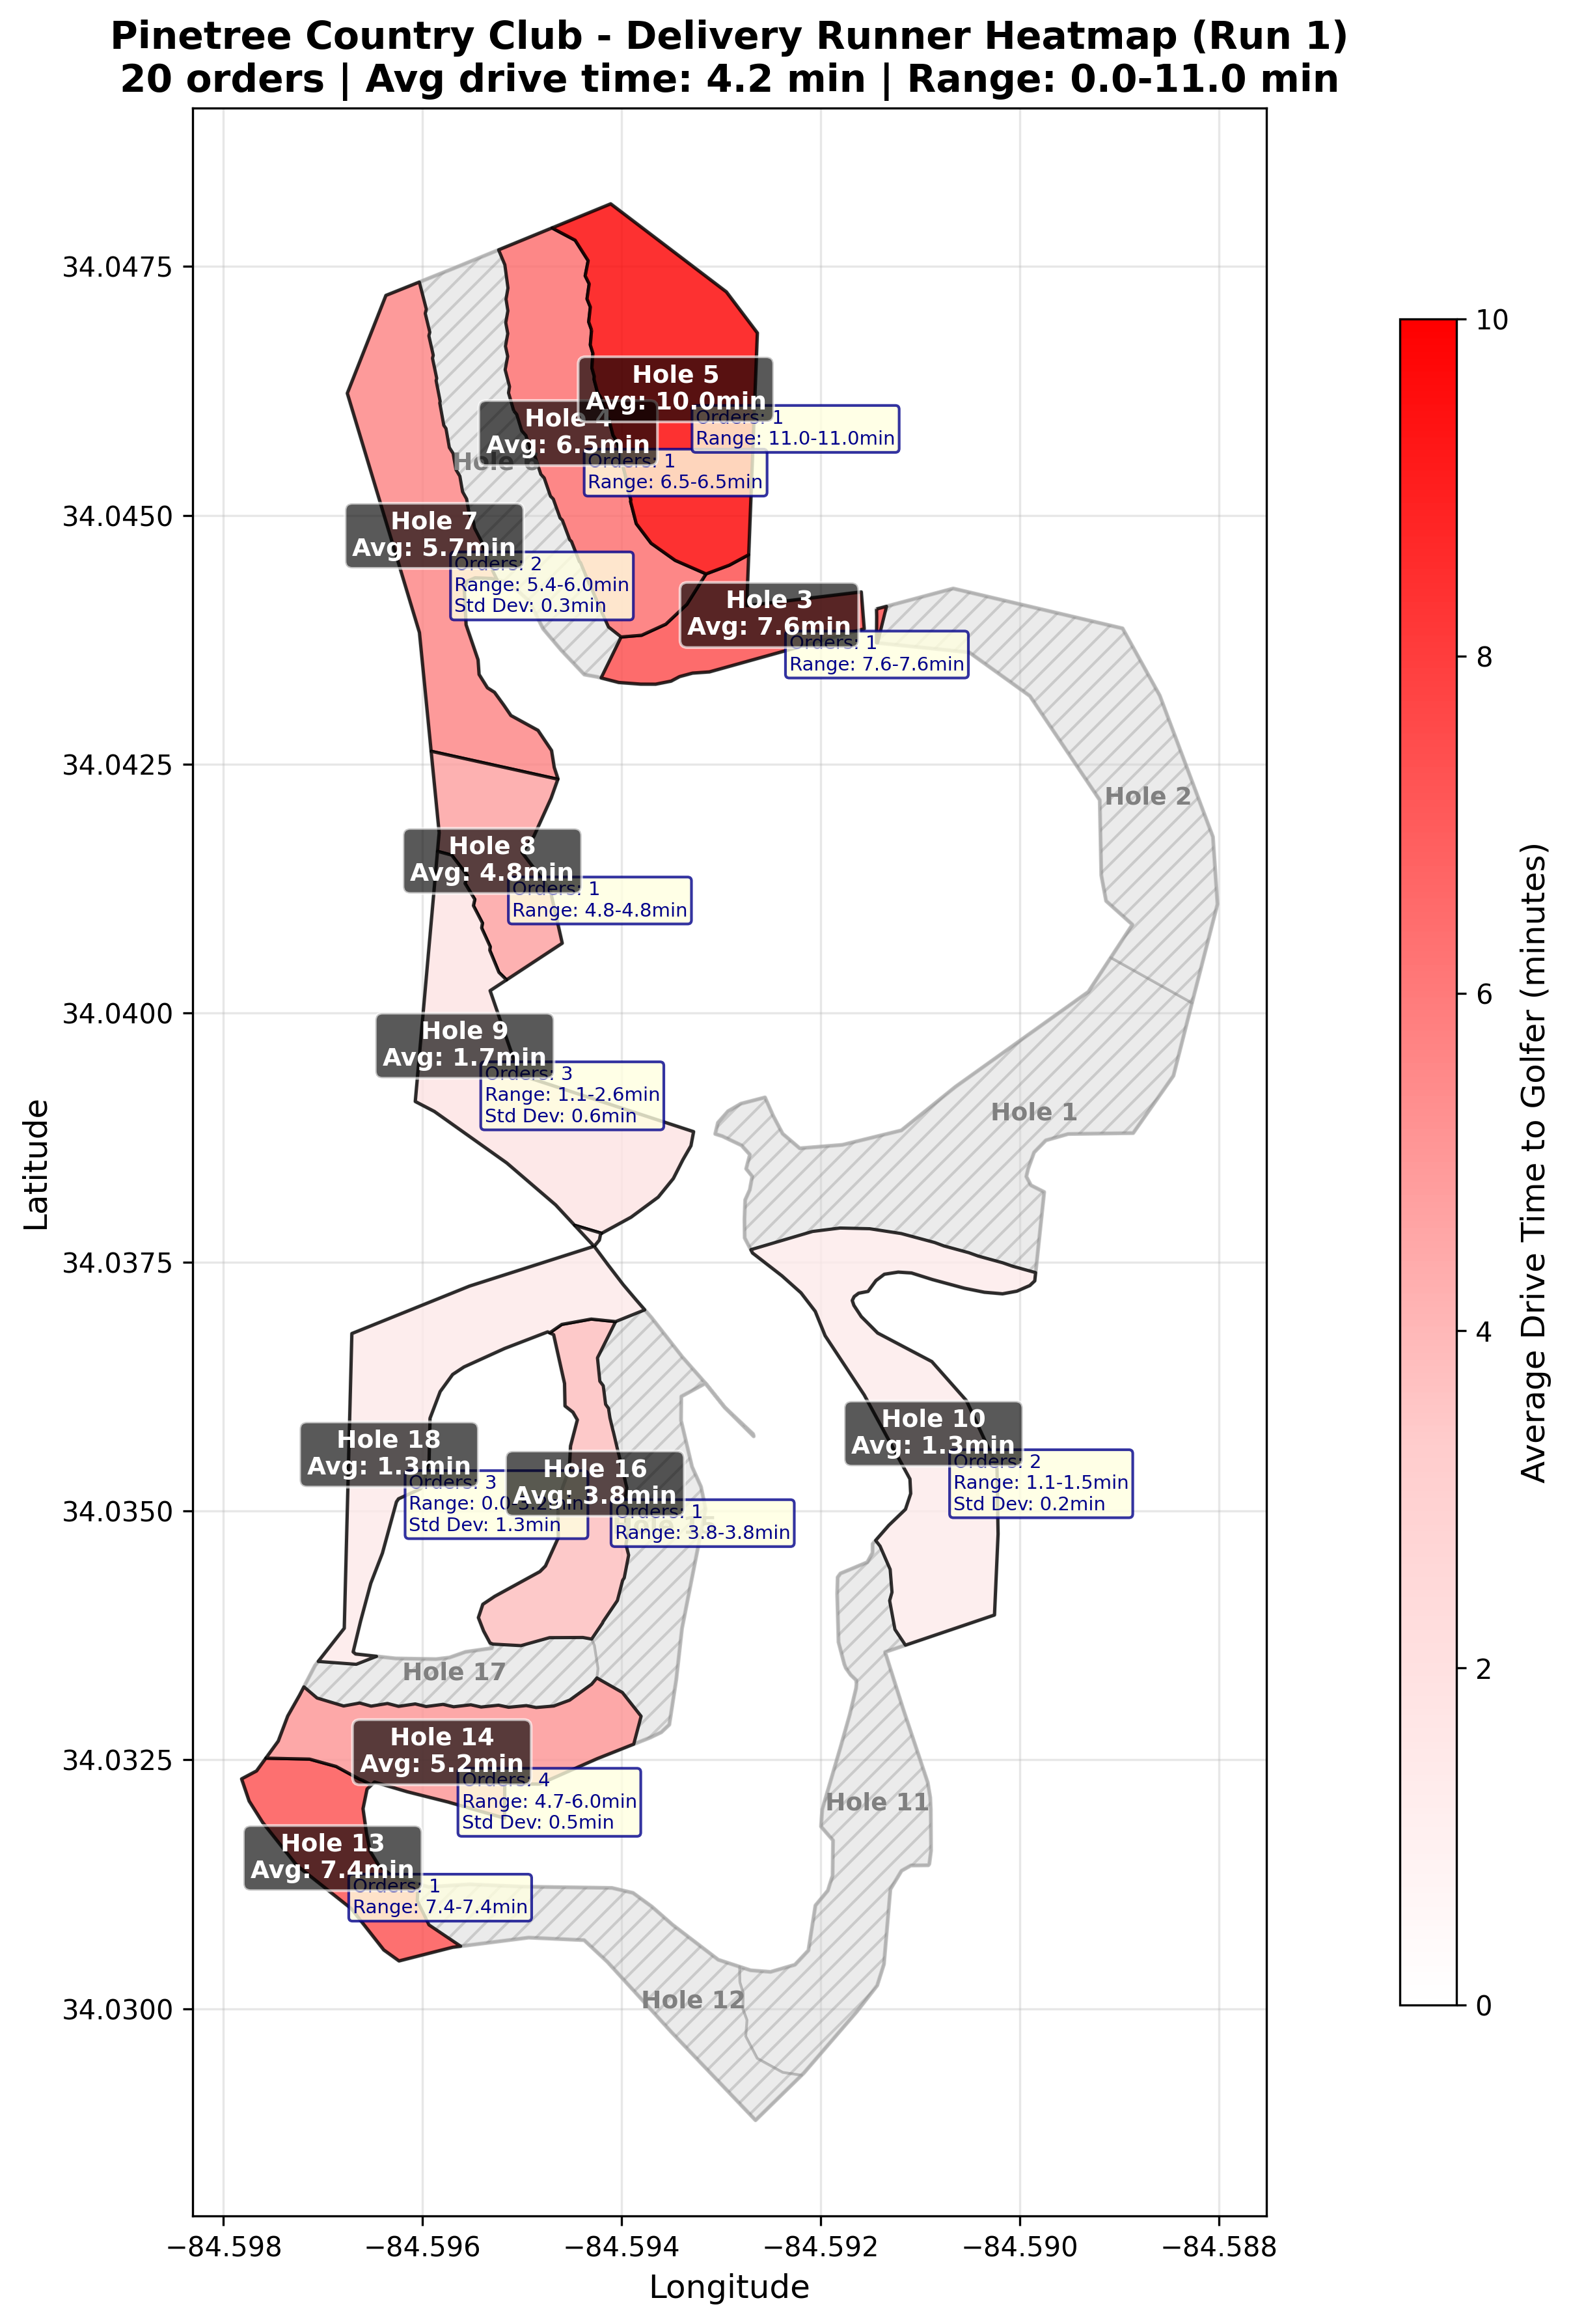 Pinetree Country Club - Delivery Runner Heatmap (Run 1)
20 orders | Avg drive time: 4.2 min | Range: 0.0-11.0 min
34.0475
34.0450
34.0425
34.0400
34.0375
34.0350
34.0325
34.0300
Latitude
−84.598
−84.596
−84.594
−84.592
−84.590
−84.588
Longitude
Hole 5
Avg: 10.0min
Orders: 1
Range: 11.0-11.0min
Hole 4
Avg: 6.5min
Orders: 1
Range: 6.5-6.5min
Hole
Hole 7
Avg: 5.7min
Orders: 2
Range: 5.4-6.0min
Std Dev: 0.3min
Hole 3
Avg: 7.6min
Orders: 1
Range: 7.6-7.6min
Hole 2
Hole 8
Avg: 4.8min
Orders: 1
Range: 4.8-4.8min
Hole 9
Avg: 1.7min
Orders: 3
Range: 1.1-2.6min
Std Dev: 0.6min
Hole 1
Hole 10
Avg: 1.3min
Orders: 2
Range: 1.1-1.5min
Std Dev: 0.2min
Hole 18
Avg: 1.3min
Orders: 3
Range: 0.0-3.2min
Std Dev: 1.3min
Hole 16
Avg: 3.8min
Orders: 1
Range: 3.8-3.8min
Hole 17
Hole 14
Avg: 5.2min
Orders: 4
Range: 4.7-6.0min
Std Dev: 0.5min
Hole 11
Hole 13
Avg: 7.4min
Orders: 1
Range: 7.4-7.4min
Hole 12
10
8
6
4
2
0
Average Drive Time to Golfer (minutes)